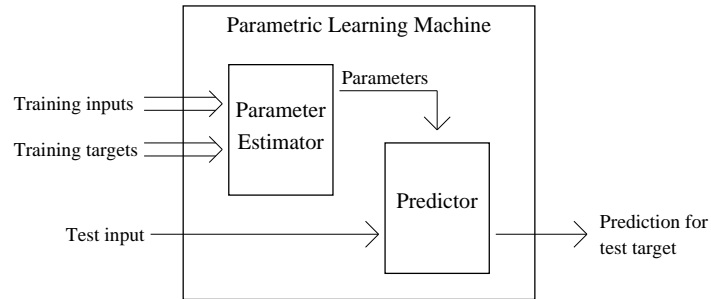 Parametric Learning Machine
Parameters
Training inputs
Parameter
Estimator
Training targets
Predictor
Test input
Prediction for
test target